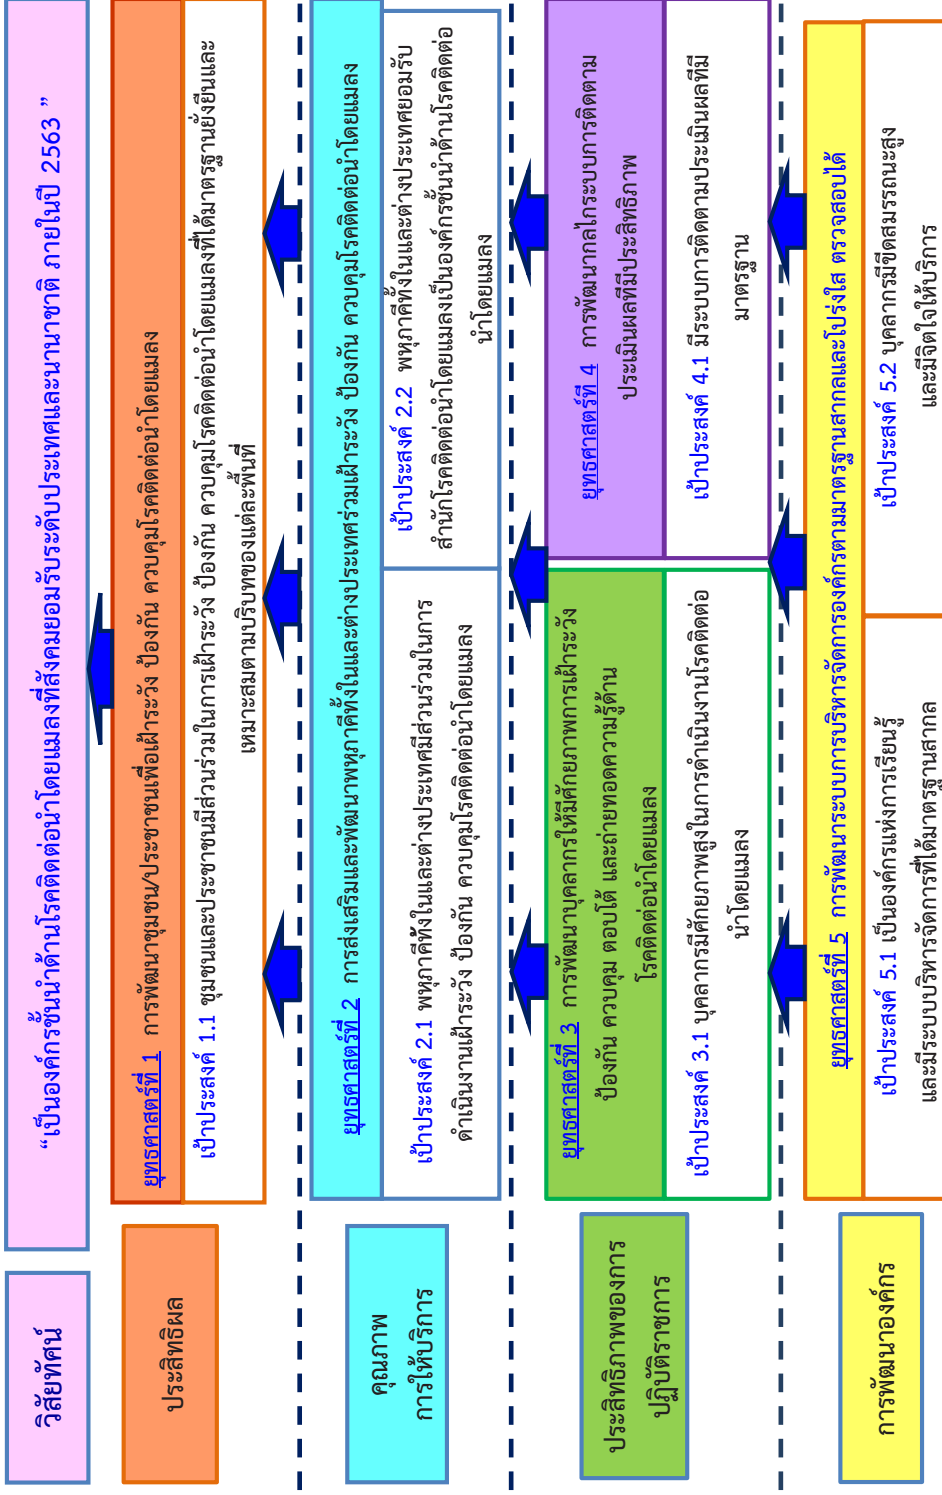 วิสัยทัศน์
“เป็นองค์กรชั้นนำด้านโรคติดต่อนำโดยแมลงที่สังคมยอมรับระดับประเทศและนานาชาติ ภายในปี 2563 ”
ประสิทธิผล
ยุทธศาสตร์ที่ 1 การพัฒนาชุมชน/ประชาชนเพื่อเฝ้าระวัง ป้องกัน ควบคุมโรคติดต่อนำโดยแมลง
เป้าประสงค์ 1.1 ชุมชนและประชาชนมีส่วนร่วมในการเฝ้าระวัง ป้องกัน ควบคุมโรคติดต่อนำโดยแมลงที่ได้มาตรฐานยั่งยืนและ
เหมาะสมตามบริบทของแต่ละพื้นที่
คุณภาพ
การให้บริการ
ยุทธศาสตร์ที่ 2 การส่งเสริมและพัฒนาพหุภาคีทั้งในและต่างประเทศร่วมเฝ้าระวัง ป้องกัน ควบคุมโรคติดต่อนำโดยแมลง
เป้าประสงค์ 2.1 พหุภาคีทั้งในและต่างประเทศมีส่วนร่วมในการ
ดำเนินงานเฝ้าระวัง ป้องกัน ควบคุมโรคติดต่อนำโดยแมลง
เป้าประสงค์ 2.2 พหุภาคีทั้งในและต่างประเทศยอมรับ
สำนักโรคติดต่อนำโดยแมลงเป็นองค์กรชั้นนำด้านโรคติดต่อ
นำโดยแมลง
ประสิทธิภาพของการ
ปฏิบัติราชการ
ยุทธศาสตร์ที่ 3 การพัฒนาบุคลากรให้มีศักยภาพการเฝ้าระวัง
ป้องกัน ควบคุม ตอบโต้ และถ่ายทอดความรู้ด้าน
โรคติดต่อนำโดยแมลง
เป้าประสงค์ 3.1 บุคลากรมีศักยภาพสูงในการดำเนินงานโรคติดต่อ
นำโดยแมลง
ยุทธศาสตร์ที่ 4 การพัฒนากลไกระบบการติดตาม
ประเมินผลที่มีประสิทธิภาพ
เป้าประสงค์ 4.1 มีระบบการติดตามประเมินผลที่มี
มาตรฐาน
การพัฒนาองค์กร
ยุทธศาสตร์ที่ 5 การพัฒนาระบบการบริหารจัดการองค์กรตามมาตรฐานสากลและโปร่งใส ตรวจสอบได้
เป้าประสงค์ 5.1 เป็นองค์กรแห่งการเรียนรู้
และมีระบบบริหารจัดการที่ได้มาตรฐานสากล
เป้าประสงค์ 5.2 บุคลากรมีขีดสมรรถนะสูง
และมีจิตใจให้บริการ